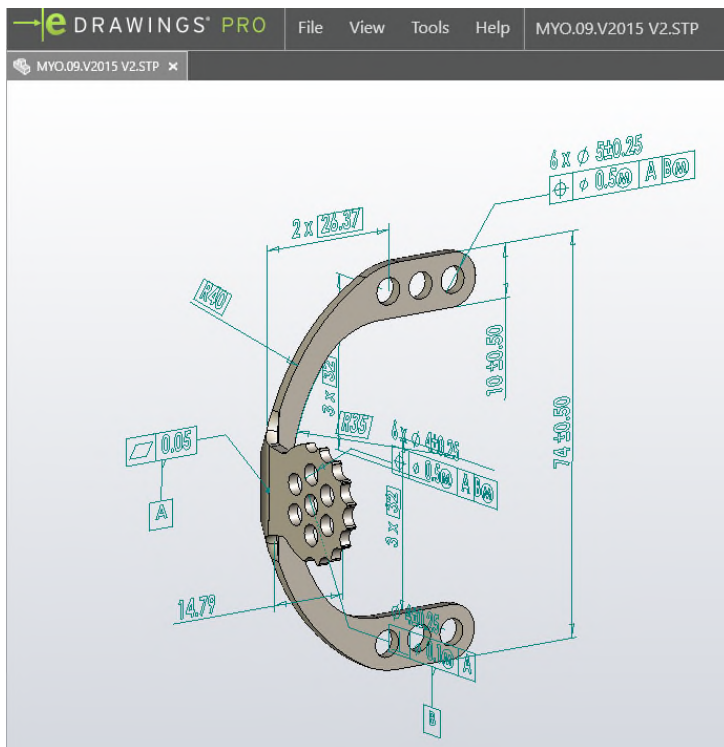 eDRAWINGS® PRO File View Tools Help MYO.09.V2015 V2.STP
MYO.09.V2015 V2.STP ×
6 x ⌀ 5±0.25
⌖ ⌀ 0.5Ⓜ A BⓂ
2 x 26.37
R40
10 ±0.50
3 x 32
74 ±0.50
R35
6 x ⌀ 4±0.25
⌖ ⌀ 0.5Ⓜ A BⓂ
⏥ 0.05
A
3 x 32
14.79
⌀ 0.1Ⓜ A
B